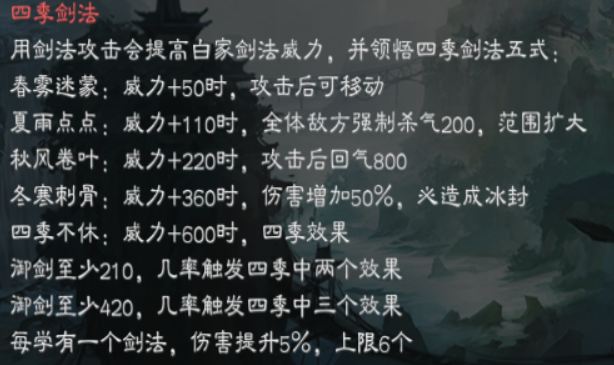 四季剑法
用剑法攻击会提高白家剑法威力，并领悟四季剑法五式：
春雾迷蒙：威力+50时，攻击后可移动
夏雨点点：威力+110时，全体敌方强制杀气200，范围扩大
秋风卷叶：威力+220时，攻击后回气800
冬寒刺骨：威力+360时，伤害增加50%，必造成冰封
四季不休：威力+600时，四季效果
御剑至少210，几率触发四季中两个效果
御剑至少420，几率触发四季中三个效果
每学有一个剑法，伤害提升5%，上限6个